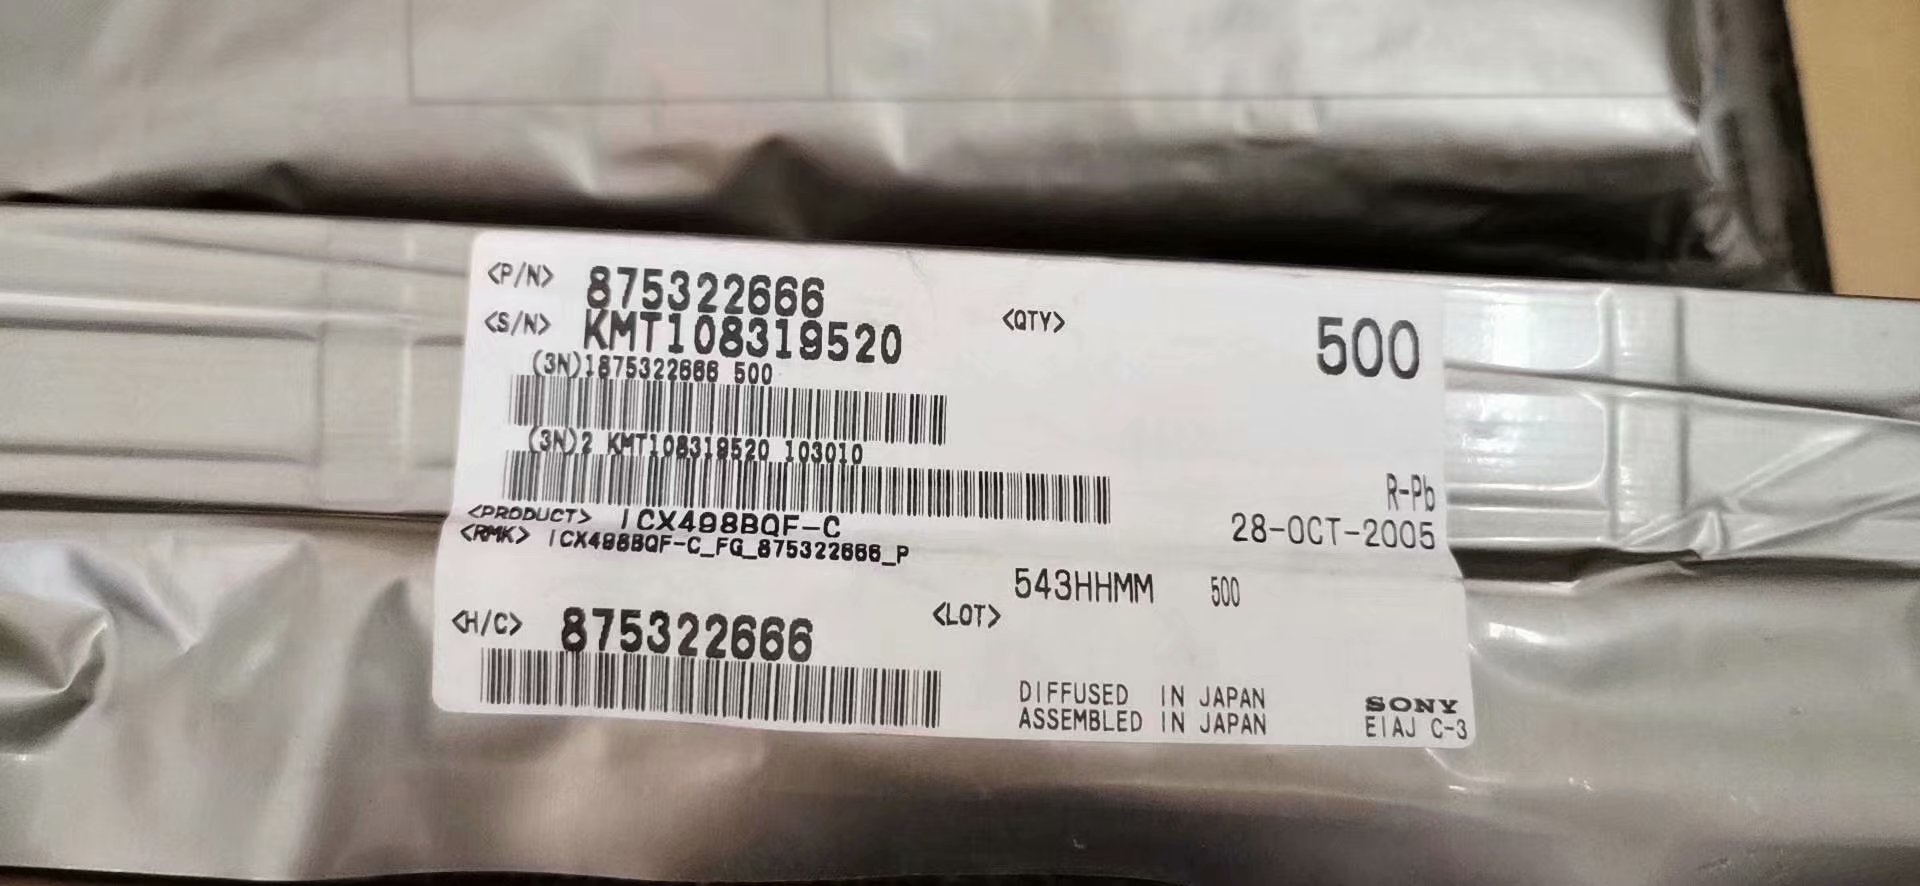 <P/N> 875322666
<S/N> KMT108319520
<QTY> 500
(3N)1875322666 500
(3N)2 KMT108319520 103010
R-Pb
<PRODUCT> ICX498BQF-C
28-OCT-2005
<RMK> ICX498BQF-C_FG_875322666_P
543HHMM 500
<H/C> 875322666
<LOT>
DIFFUSED IN JAPAN
ASSEMBLED IN JAPAN
SONY
EIAJ C-3